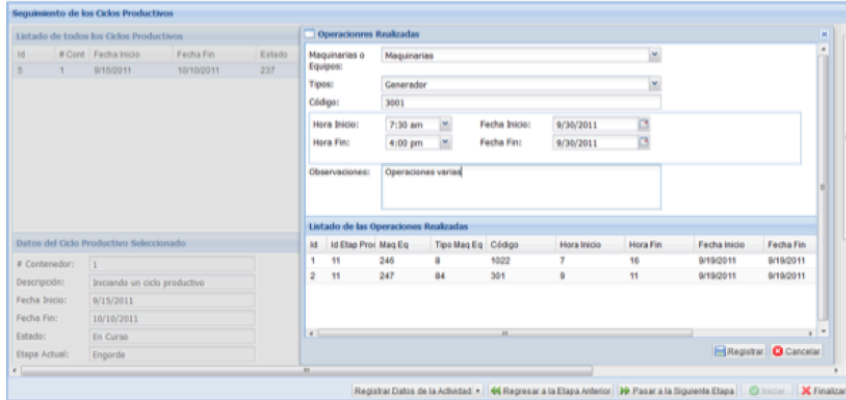 Seguimiento de los Ciclos Productivos
Listado de todos los Ciclos Productivos
Id # Cont Fecha Inicio Fecha Fin Estado
5 1 9/15/2011 10/10/2011 237
Datos del Ciclo Productivo Seleccionado
# Contenedor: 1
Descripción: Iniciando un ciclo productivo
Fecha Inicio: 9/15/2011
Fecha Fin: 10/10/2011
Estado: En Curso
Etapa Actual: Engorde
Operacionres Realizadas
Maquinarias o Equipos: Maquinarias
Tipos: Generador
Código: 3001
Hora Inicio: 7:30 am Fecha Inicio: 9/30/2011
Hora Fin: 4:00 pm Fecha Fin: 9/30/2011
Observaciones: Operaciones varias
Listado de las Operaciones Realizadas
Id Id Etap Proc Maq Eq Tipo Maq Eq Código Hora Inicio Hora Fin Fecha Inicio Fecha Fin
1 11 246 8 1022 7 16 9/19/2011 9/19/2011
2 11 247 84 301 9 11 9/19/2011 9/19/2011
Registrar Cancelar
Registrar Datos de la Actividad Regresar a la Etapa Anterior Pasar a la Siguiente Etapa Iniciar Finalizar